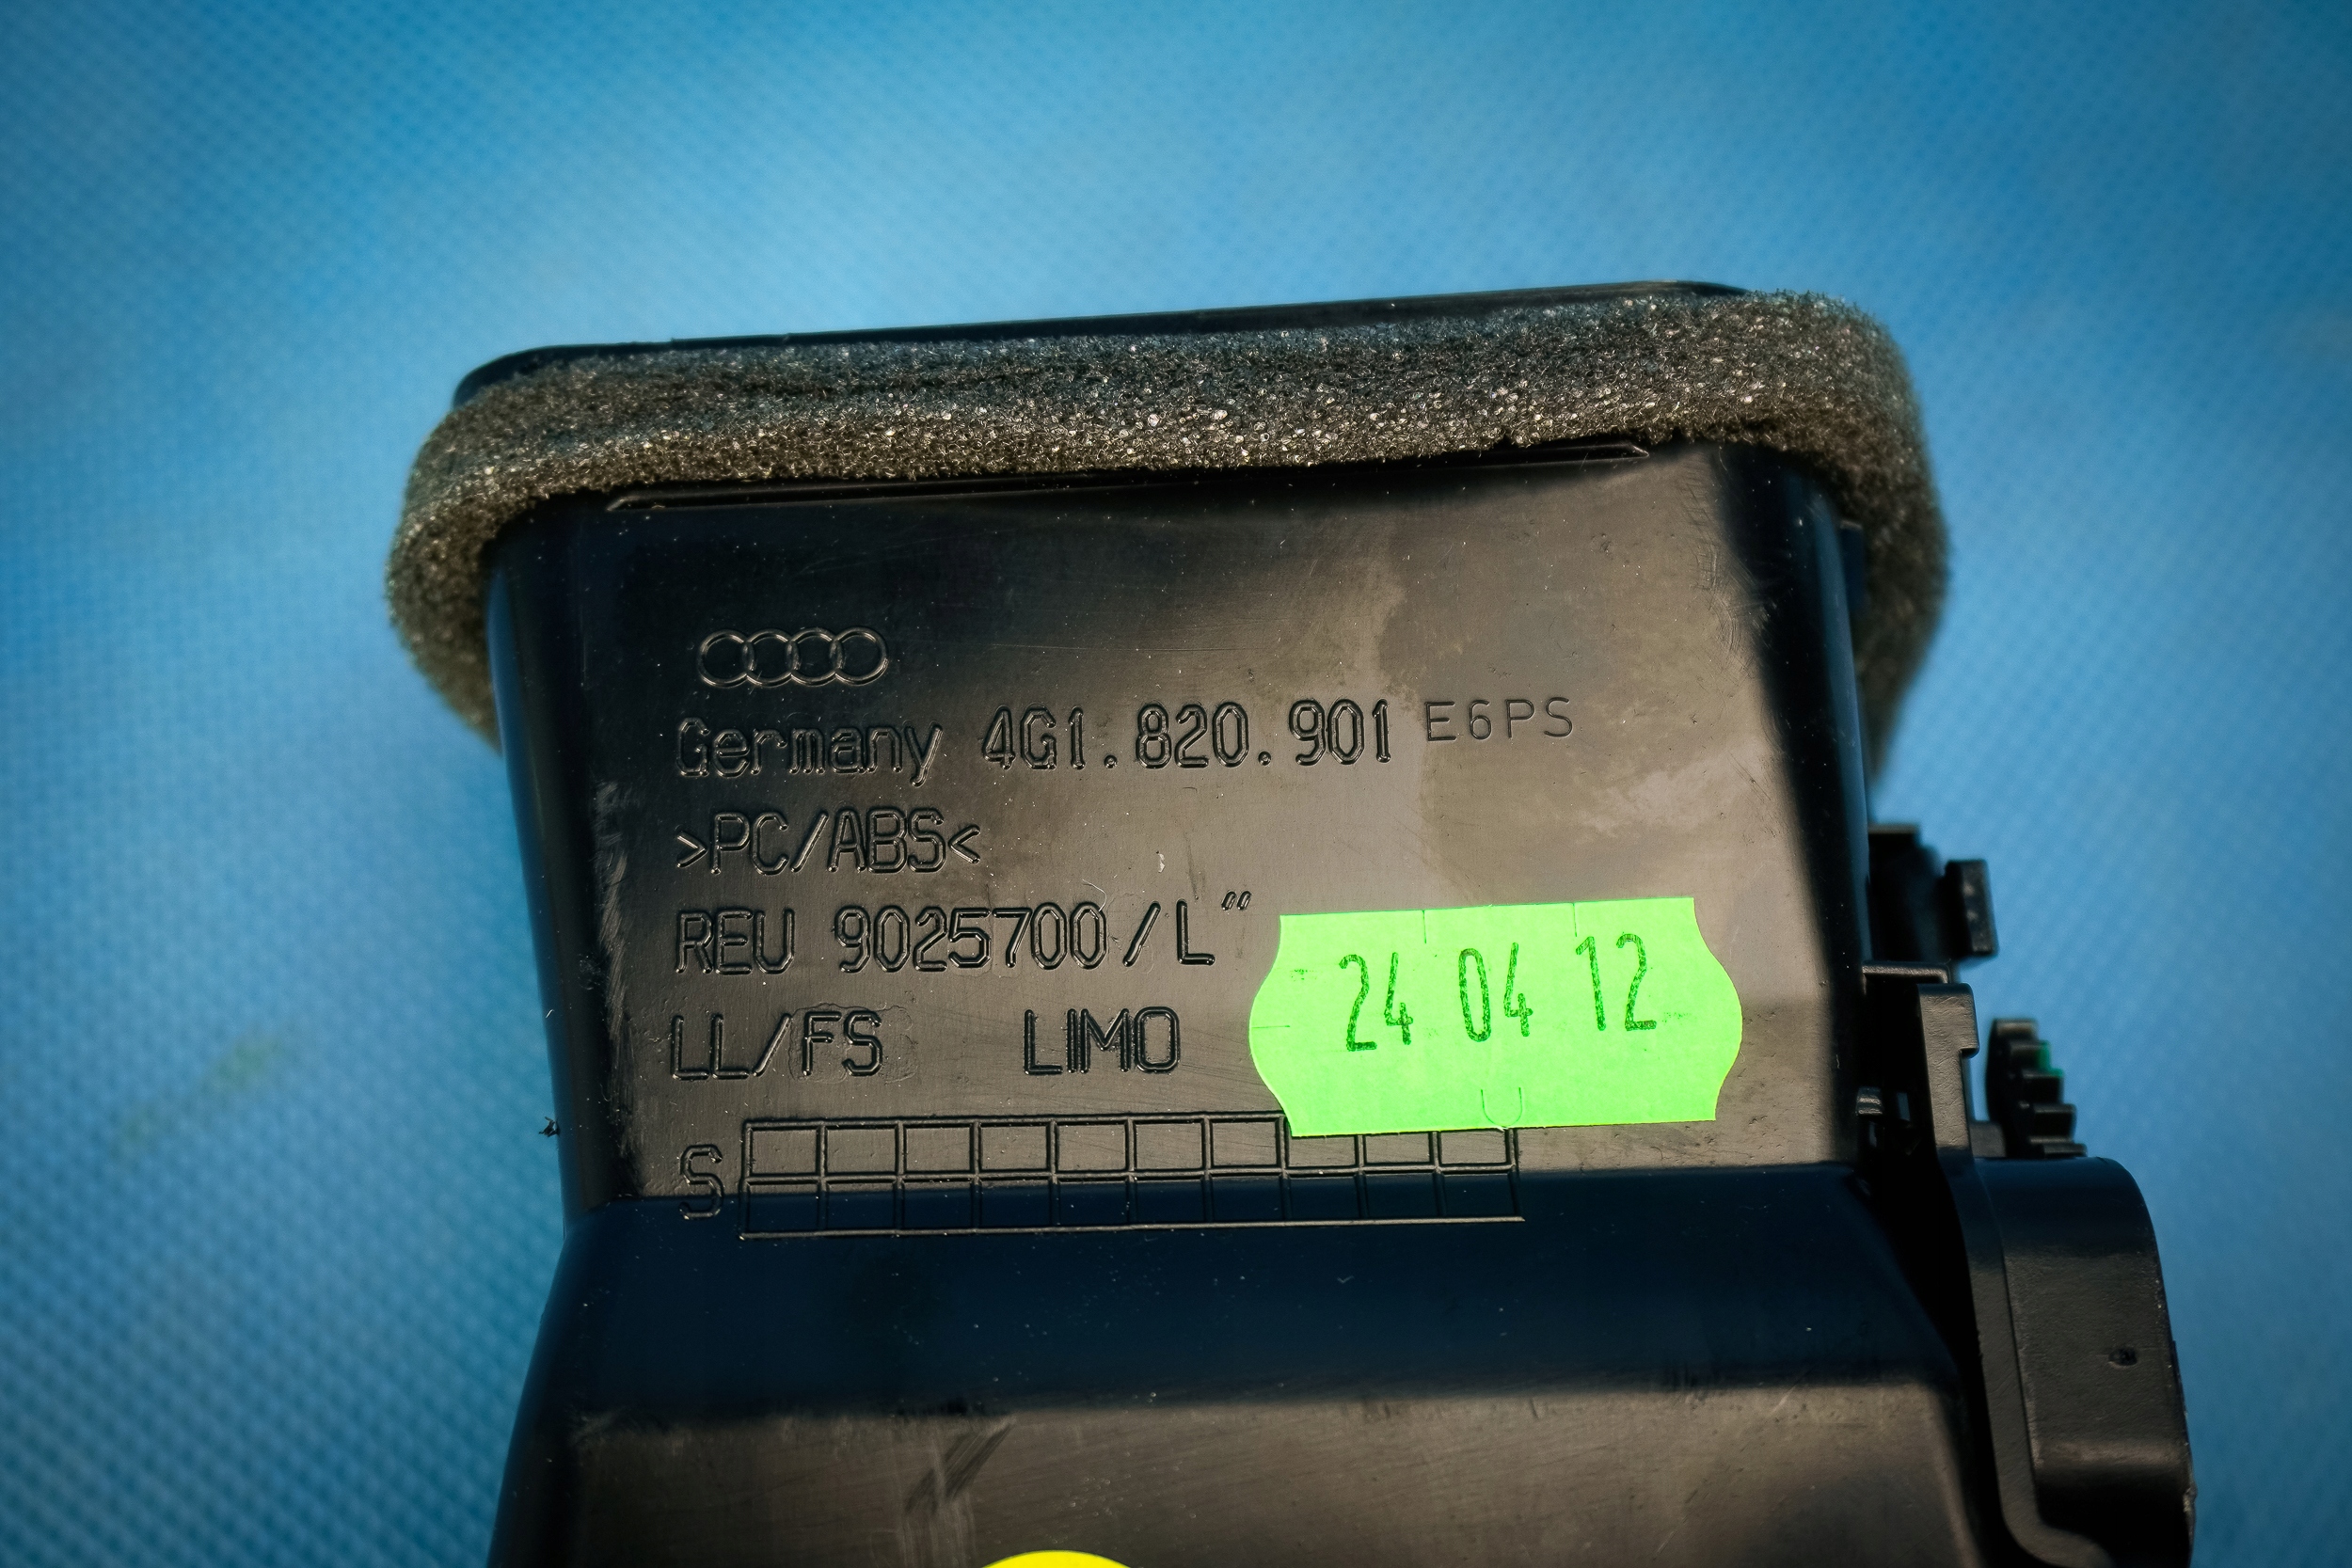 Germany 4G1.820.901 E6PS
>PC/ABS<
REU 9025700/L"
24 04 12
LL/FS LIMO
S